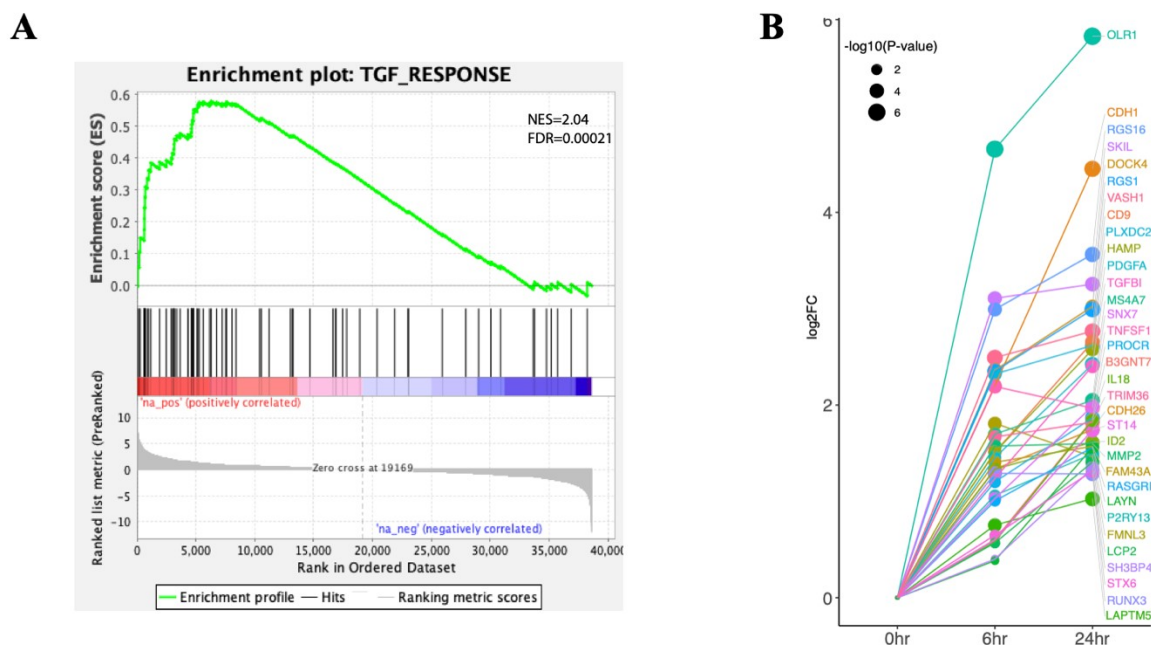 A
Enrichment plot: TGF_RESPONSE
NES=2.04
FDR=0.00021
Enrichment score (ES)
0.6
0.5
0.4
0.3
0.2
0.1
0.0
'na_pos' (positively correlated)
Ranked list metric (PreRanked)
10
5
0
-5
-10
Zero cross at 19169
'na_neg' (negatively correlated)
0 5,000 10,000 15,000 20,000 25,000 30,000 35,000 40,000
Rank in Ordered Dataset
Enrichment profile Hits Ranking metric scores
B
-log10(P-value)
2
4
6
log2FC
6
4
2
0
0hr 6hr 24hr
OLR1
CDH1
RGS16
SKIL
DOCK4
RGS1
VASH1
CD9
PLXDC2
HAMP
PDGFA
TGFBI
MS4A7
SNX7
TNFSF1
PROCR
B3GNT7
IL18
TRIM36
CDH26
ST14
ID2
MMP2
FAM43A
RASGRI
LAYN
P2RY13
FMNL3
LCP2
SH3BP4
STX6
RUNX3
LAPTM5